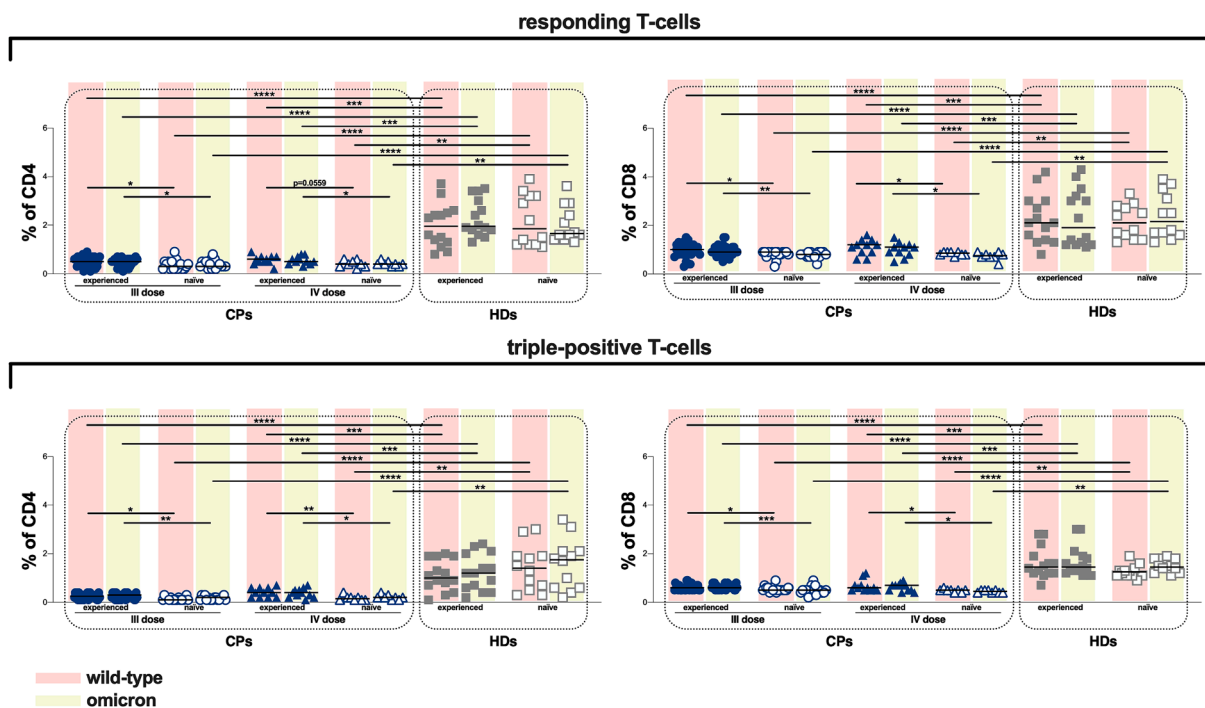 responding T-cells
****
***
****
***
****
**
****
**
*
*
p=0.0559
*
% of CD4
6
4
2
0
experienced
naïve
experienced
naïve
experienced
naïve
III dose
IV dose
CPs
HDs
****
***
****
***
****
**
****
**
*
**
*
*
% of CD8
6
4
2
0
experienced
naïve
experienced
naïve
experienced
naïve
III dose
IV dose
CPs
HDs
triple-positive T-cells
****
***
****
***
****
**
****
**
*
**
**
*
% of CD4
6
4
2
0
experienced
naïve
experienced
naïve
experienced
naïve
III dose
IV dose
CPs
HDs
****
***
****
***
****
**
****
**
*
***
*
*
% of CD8
6
4
2
0
experienced
naïve
experienced
naïve
experienced
naïve
III dose
IV dose
CPs
HDs
wild-type
omicron